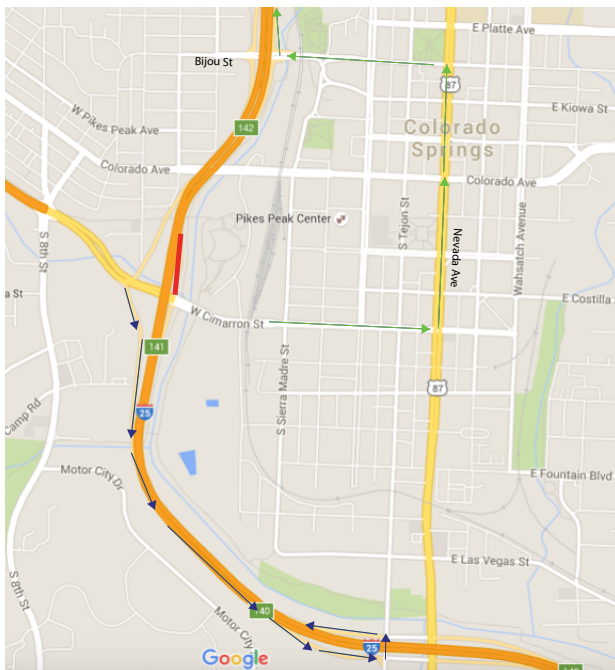 E Platte Ave
Bijou St
87
E Kiowa St
W Pikes Peak Ave
142
Colorado
Springs
Colorado Ave
Colorado Ave
Pikes Peak Center
S 8th St
S Tejon St
Nevada Ave
Wahsatch Avenue
a St
W Cimarron St
E Costilla
141
S Sierra Madre St
87
25
Camp Rd
Motor City Dr
E Fountain Blvd
E Las Vegas St
S 8th St
140
Motor City
25
Google